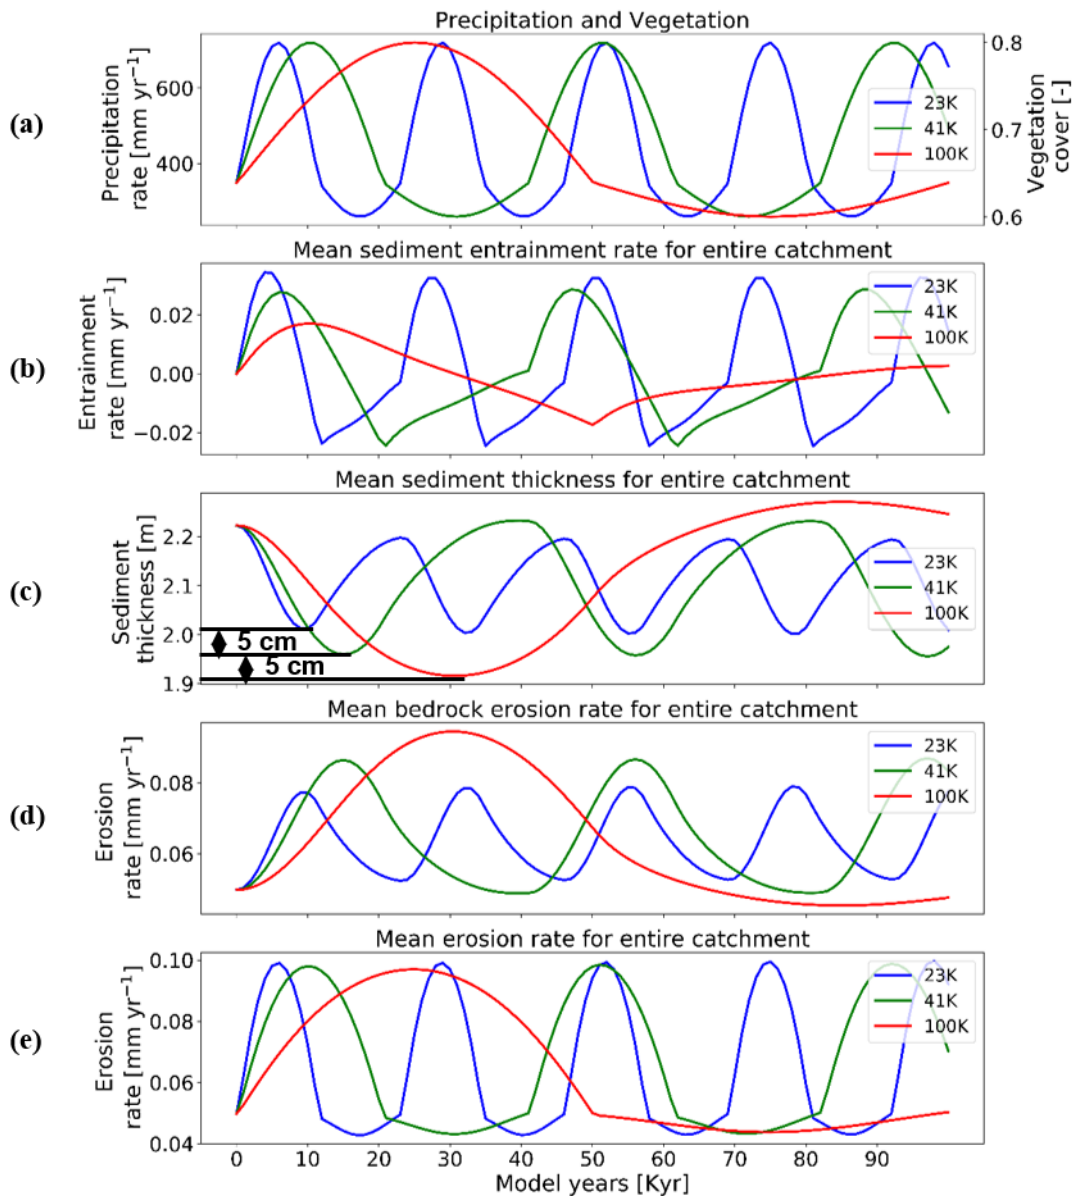 Precipitation and Vegetation
(a)
Precipitation
rate [mm yr⁻¹]
600
400
0.8
0.7
0.6
Vegetation
cover [-]
23K
41K
100K
Mean sediment entrainment rate for entire catchment
(b)
Entrainment
rate [mm yr⁻¹]
0.02
0.00
−0.02
23K
41K
100K
Mean sediment thickness for entire catchment
(c)
Sediment
thickness [m]
2.2
2.1
2.0
1.9
5 cm
5 cm
23K
41K
100K
Mean bedrock erosion rate for entire catchment
(d)
Erosion
rate [mm yr⁻¹]
0.08
0.06
23K
41K
100K
Mean erosion rate for entire catchment
(e)
Erosion
rate [mm yr⁻¹]
0.10
0.08
0.06
0.04
23K
41K
100K
0 10 20 30 40 50 60 70 80 90
Model years [Kyr]